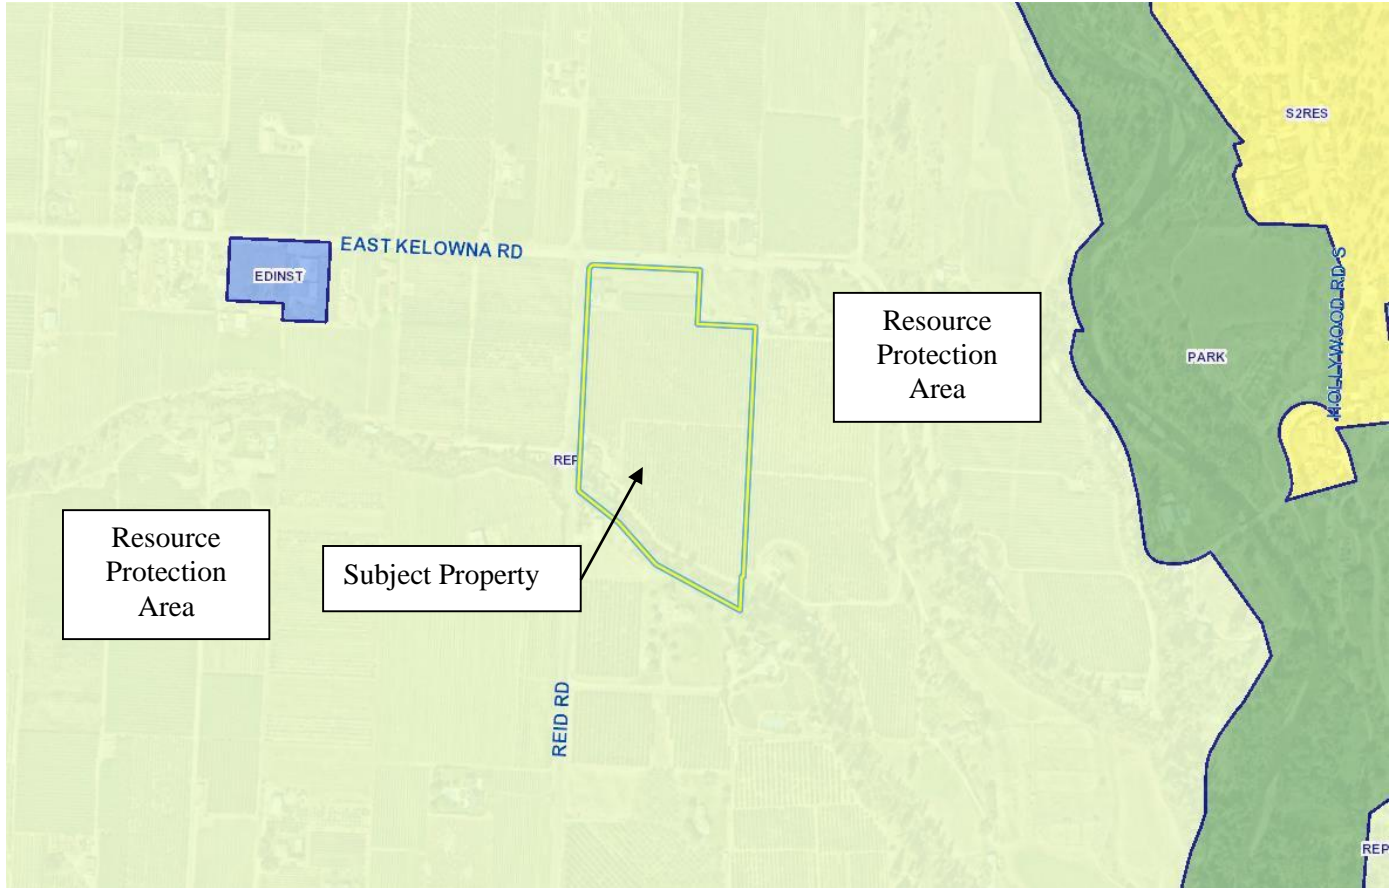 S2RES
EAST KELOWNA RD
EDINST
HOLLYWOOD RD S
Resource
Protection
Area
PARK
REP
Resource
Protection
Area
Subject Property
REID RD
REP